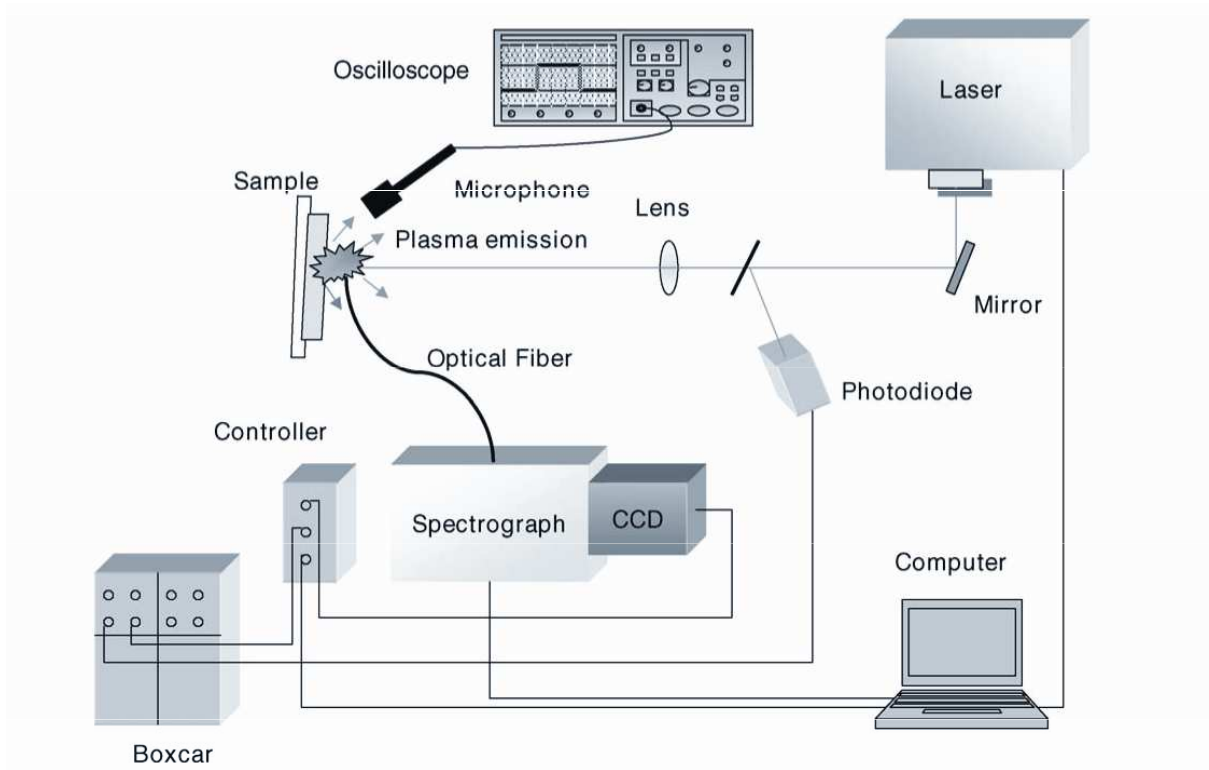 Oscilloscope
Laser
Sample
Microphone
Lens
Plasma emission
Mirror
Optical Fiber
Photodiode
Controller
Spectrograph
CCD
Computer
Boxcar